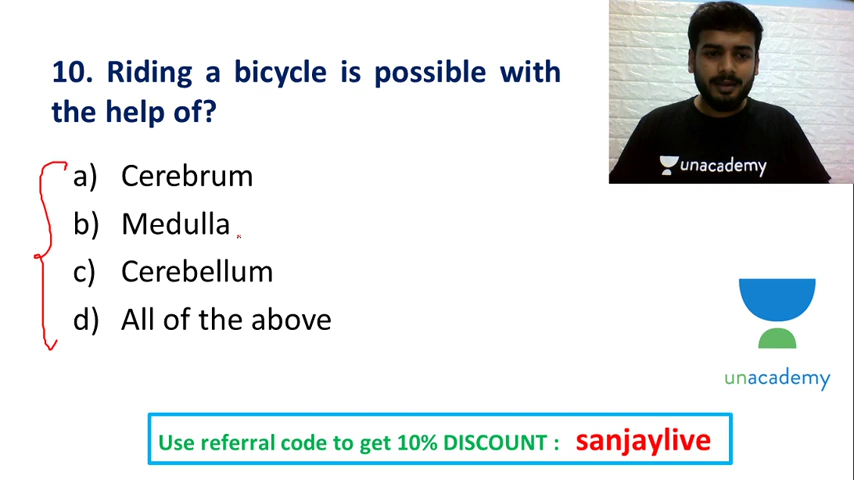 10. Riding a bicycle is possible with
the help of?
a) Cerebrum
b) Medulla
c) Cerebellum
d) All of the above
unacademy
unacademy
Use referral code to get 10% DISCOUNT : sanjaylive